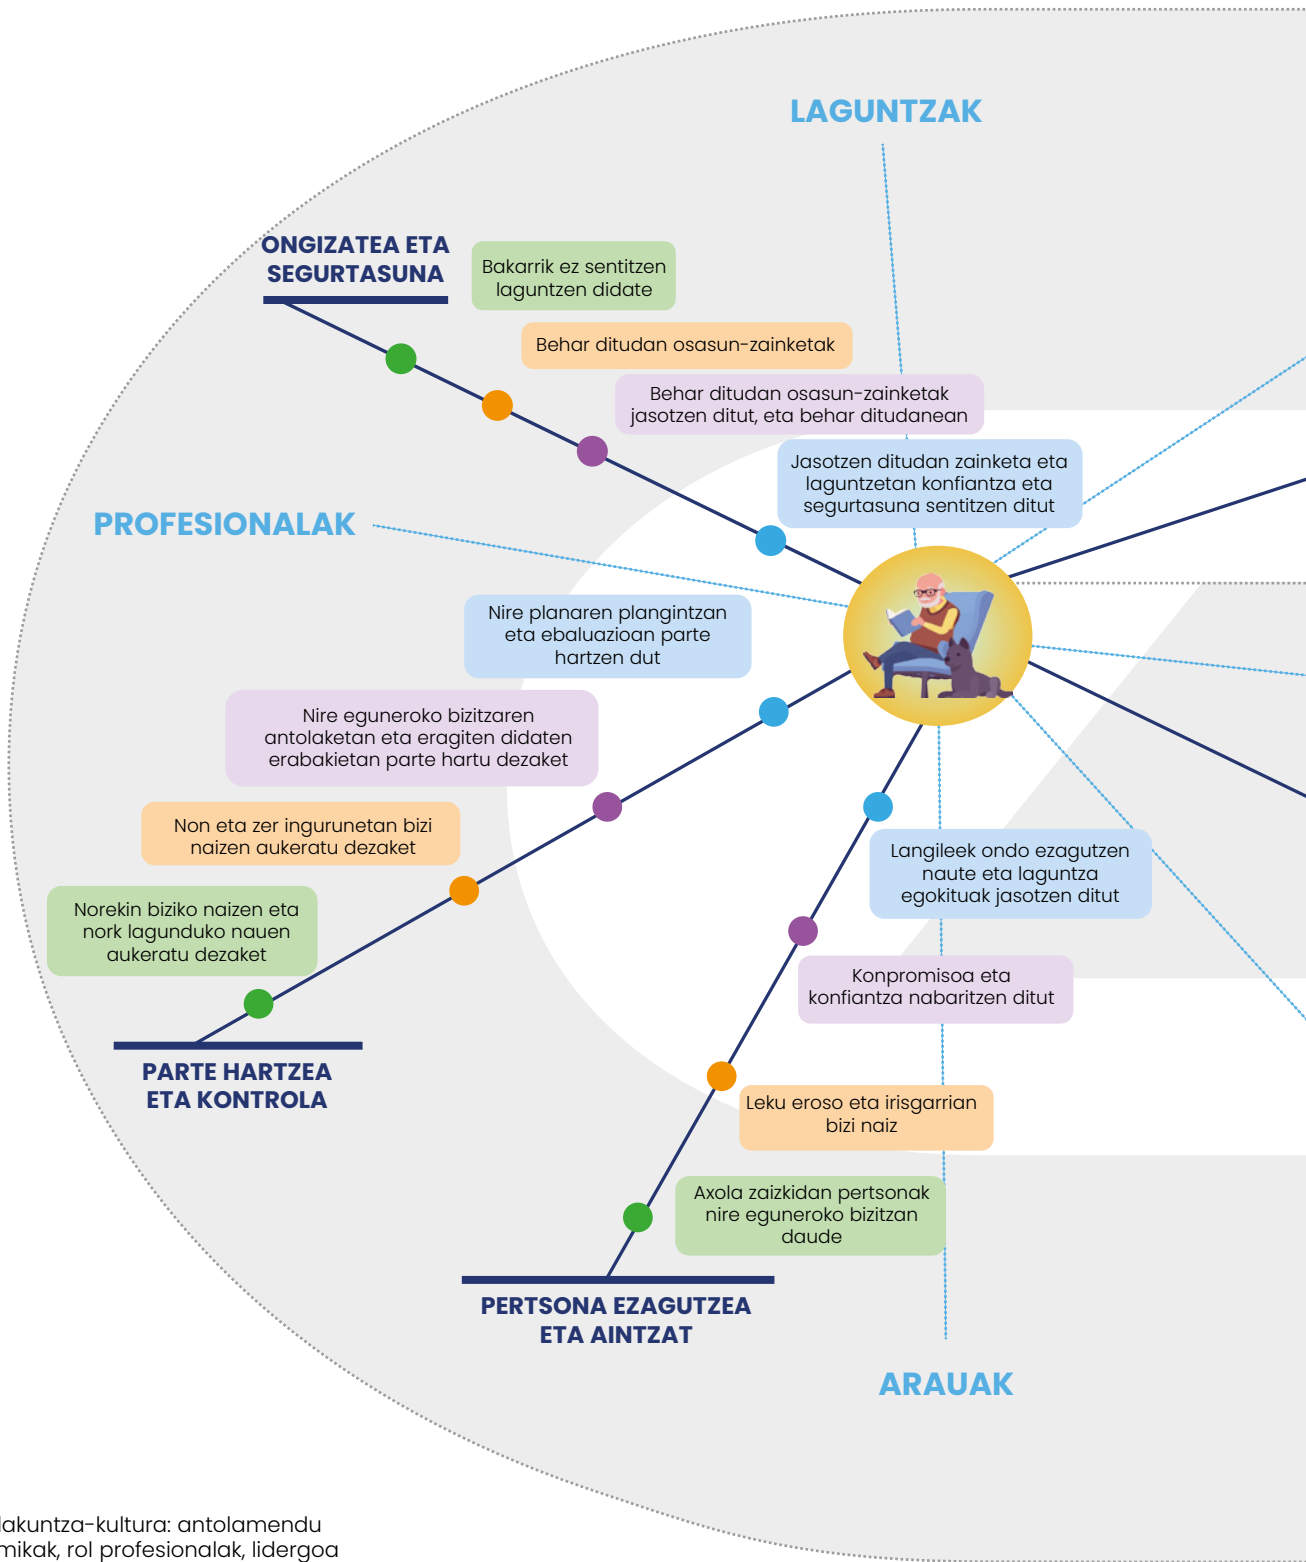 LAGUNTZAK
ONGIZATEA ETA
SEGURTASUNA
Bakarrik ez sentitzen
laguntzen didate
Behar ditudan osasun-zainketak
Behar ditudan osasun-zainketak
jasotzen ditut, eta behar ditudanean
Jasotzen ditudan zainketa eta
laguntzetan konfiantza eta
segurtasuna sentitzen ditut
PROFESIONALAK
Nire planaren plangintzan
eta ebaluazioan parte
hartzen dut
Nire eguneroko bizitzaren
antolaketan eta eragiten didaten
erabakietan parte hartu dezaket
Non eta zer ingurunetan bizi
naizen aukeratu dezaket
Norekin biziko naizen eta
nork lagunduko nauen
aukeratu dezaket
PARTE HARTZEA
ETA KONTROLA
Langileek ondo ezagutzen
naute eta laguntza
egokituak jasotzen ditut
Konpromisoa eta
konfiantza nabaritzen ditut
Leku eroso eta irisgarrian
bizi naiz
Axola zaizkidan pertsonak
nire eguneroko bizitzan
daude
PERTSONA EZAGUTZEA
ETA AINTZAT
ARAUAK
lakuntza-kultura: antolamendu
mikak, rol profesionalak, lidergoa